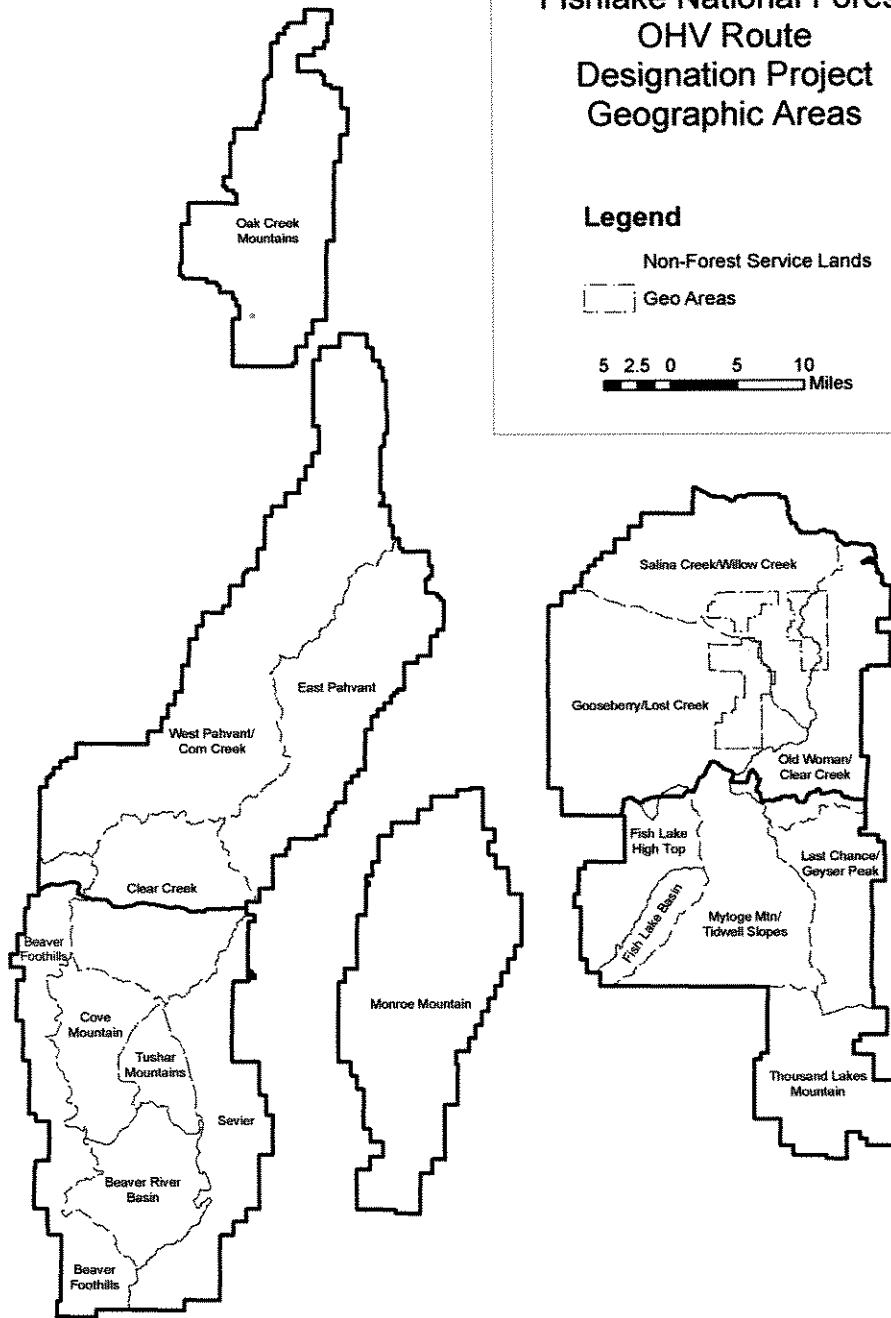 Fishlake National Fores
OHV Route
Designation Project
Geographic Areas
Legend
Non-Forest Service Lands
Geo Areas
5 2.5 0 5 10
Miles
Oak Creek
Mountains
Salina Creek/Willow Creek
East Pahvant
West Pahvant/
Corn Creek
Gooseberry/Lost Creek
Old Woman/
Clear Creek
Fish Lake
High Top
Last Chance/
Geyser Peak
Clear Creek
Fish Lake Basin
Mytoge Mtn/
Tidwell Slopes
Beaver
Foothills
Monroe Mountain
Cove
Mountain
Tushar
Mountains
Thousand Lakes
Mountain
Sevier
Beaver River
Basin
Beaver
Foothills